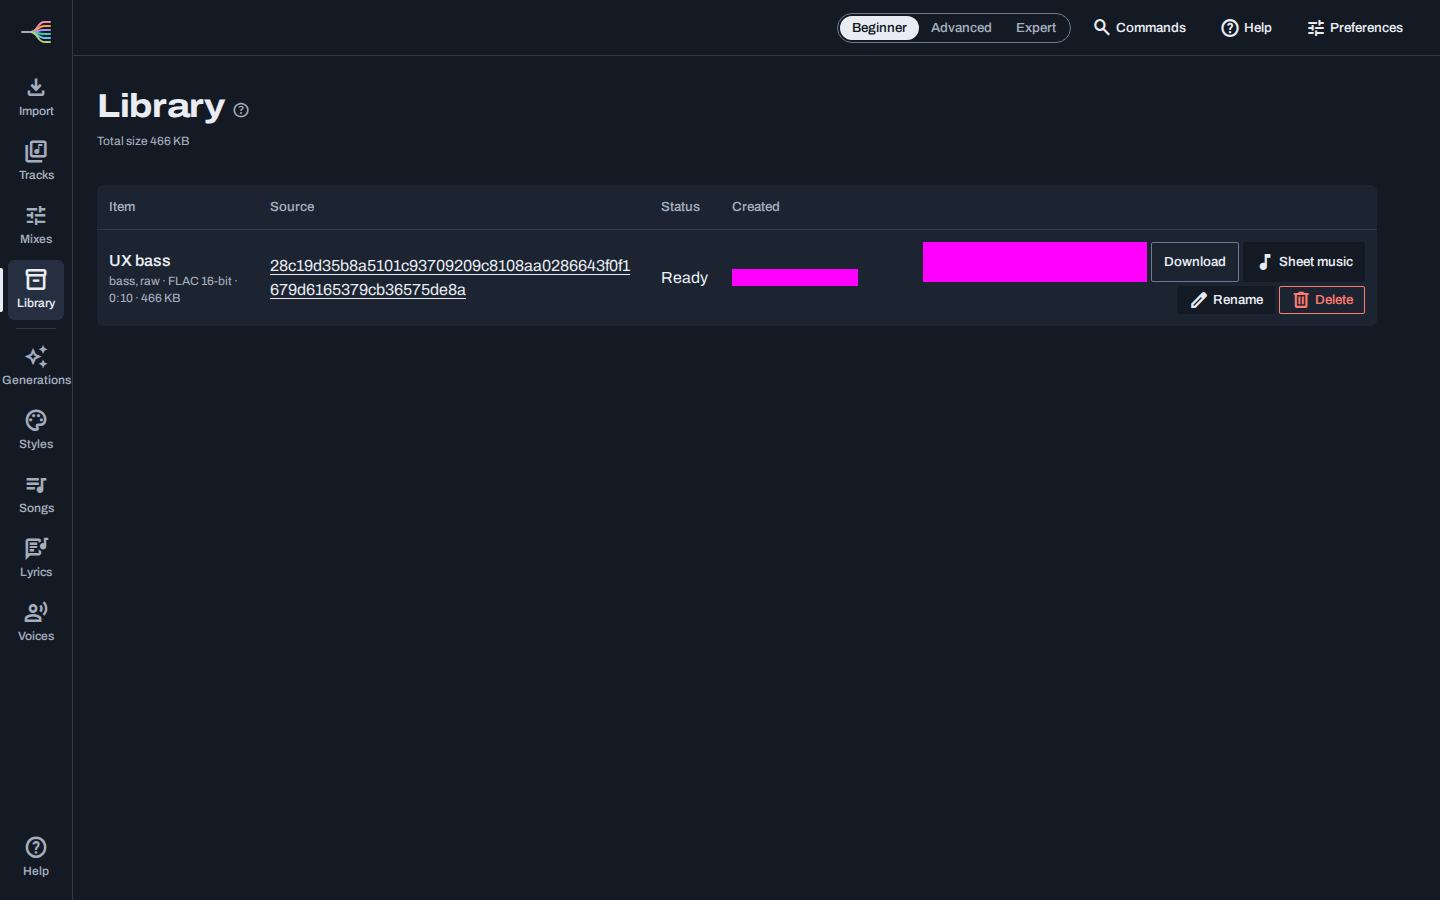 Beginner
Advanced
Expert
Commands
Help
Preferences
Import
Tracks
Mixes
Library
Generations
Styles
Songs
Lyrics
Voices
Help
Library
Total size 466 KB
Item
Source
Status
Created
UX bass
bass, raw · FLAC 16-bit ·
0:10 · 466 KB
28c19d35b8a5101c93709209c8108aa0286643f0f1
679d6165379cb36575de8a
Ready
Download
Sheet music
Rename
Delete